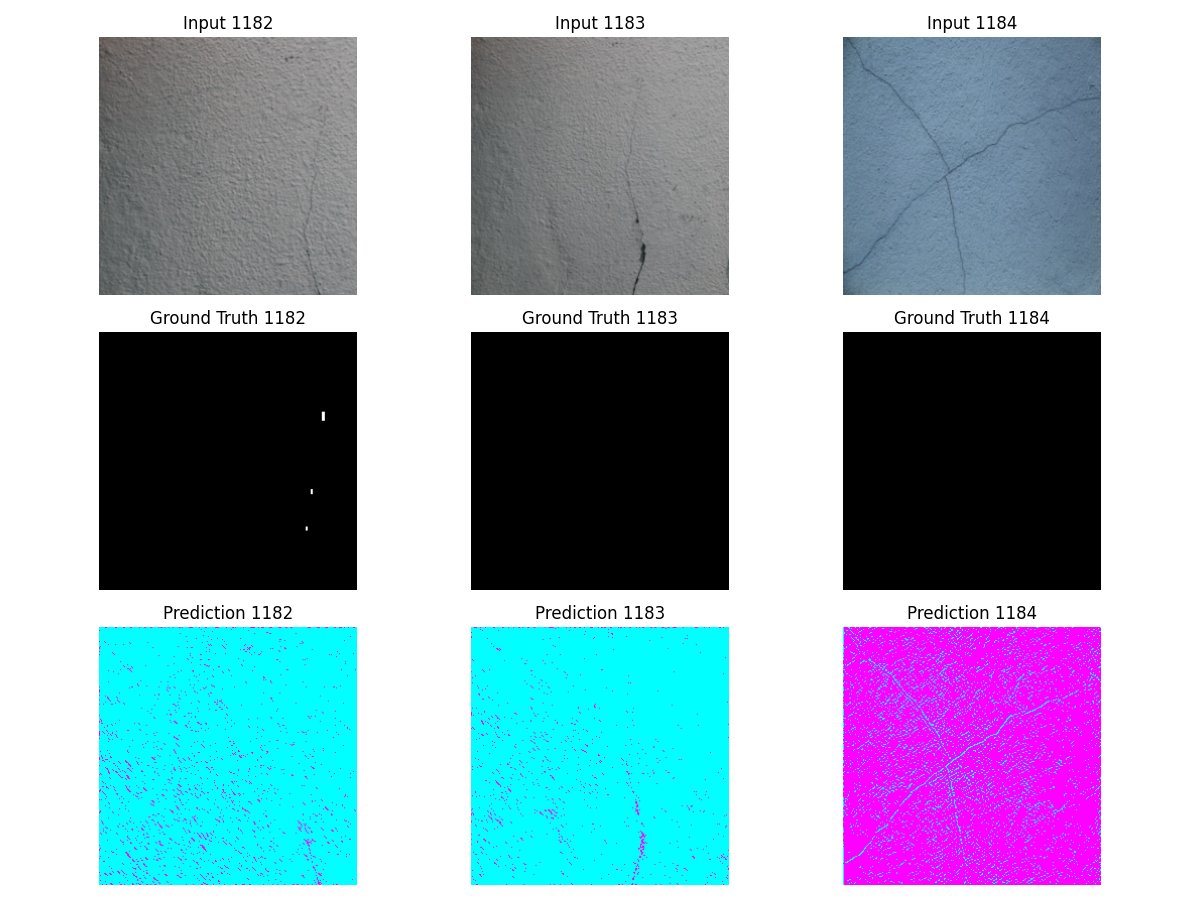 Input 1182
Input 1183
Input 1184
Ground Truth 1182
Ground Truth 1183
Ground Truth 1184
Prediction 1182
Prediction 1183
Prediction 1184